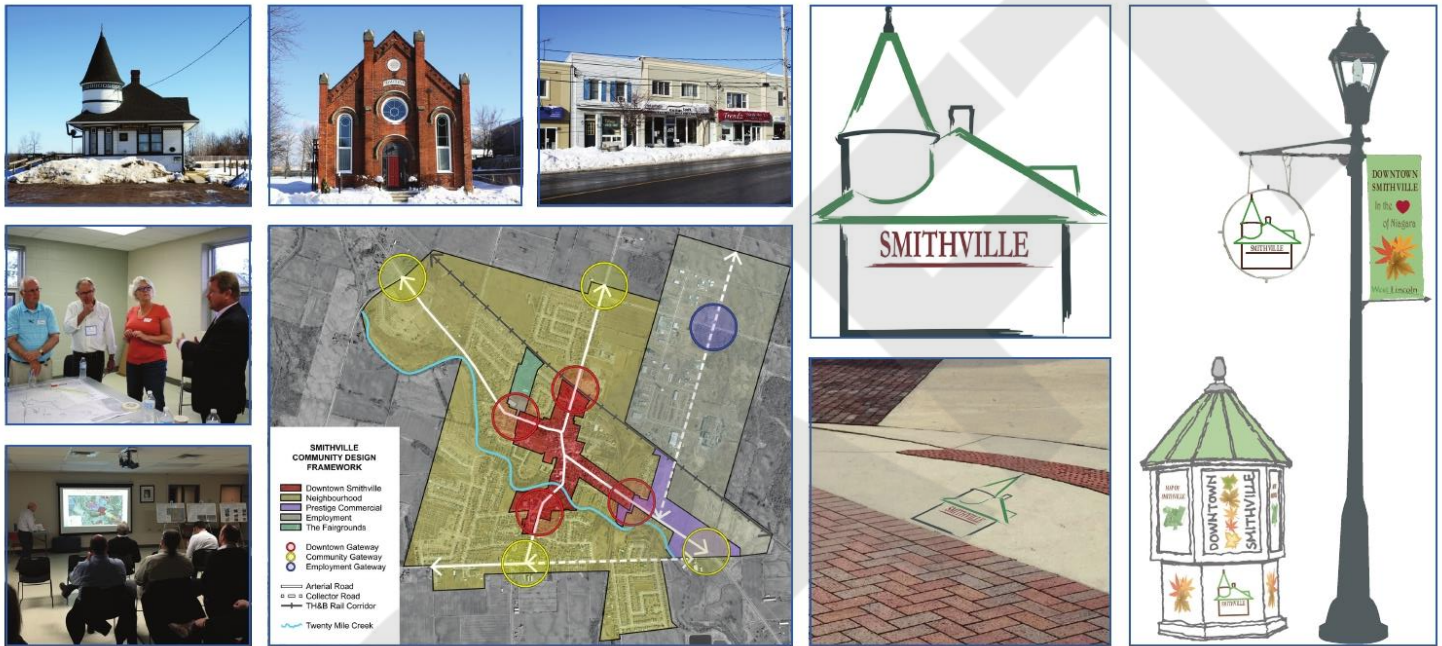 Trendz
SMITHVILLE
COMMUNITY DESIGN
FRAMEWORK
Downtown Smithville
Neighbourhood
Prestige Commercial
Employment
The Fairgrounds
Downtown Gateway
Community Gateway
Employment Gateway
Arterial Road
Collector Road
TH&B Rail Corridor
Twenty Mile Creek
SMITHVILLE
SMITHVILLE
DOWNTOWN
SMITHVILLE
In the
of Niagara
West Lincoln
SMITHVILLE
DOWNTOWN
SMITHVILLE
SMITHVILLE